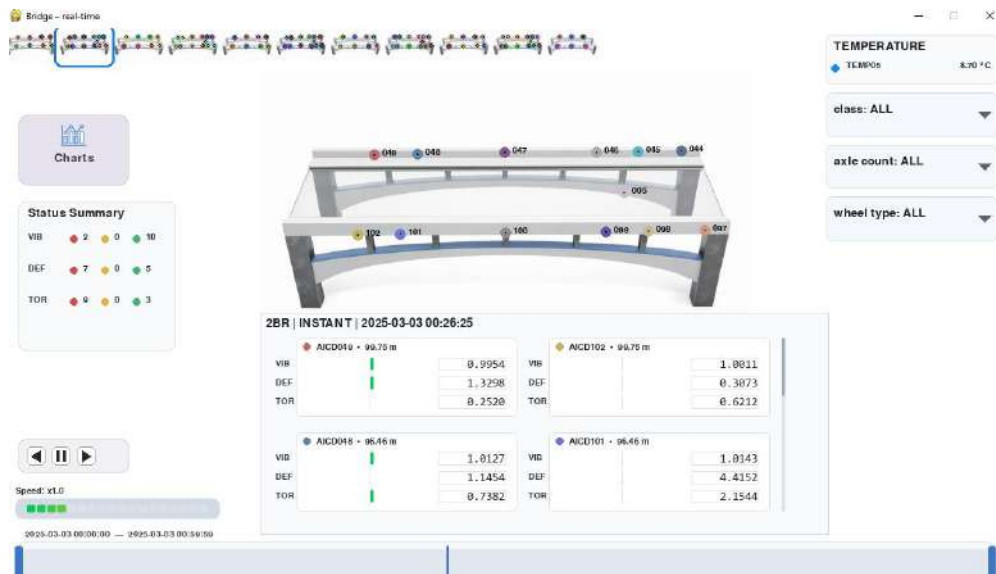 Bridge – real-time
TEMPERATURE
TEMP05 8.70 °C
class: ALL
axle count: ALL
wheel type: ALL
Charts
Status Summary
VIB 2 0 10
DEF 7 0 5
TOR 9 0 3
049 048 047 046 045 044
005
102 101 100 099 098 097
2BR | INSTANT | 2025-03-03 00:26:25
AICD049 • 99.75 m
VIB 0.9954
DEF 1.3298
TOR 0.2520
AICD102 • 99.75 m
VIB 1.0011
DEF 0.3073
TOR 0.6212
AICD048 • 96.46 m
VIB 1.0127
DEF 1.1454
TOR 0.7382
AICD101 • 96.46 m
VIB 1.0143
DEF 4.4152
TOR 2.1544
Speed: x1.0
2025-03-03 00:00:00 — 2025-03-03 00:59:59